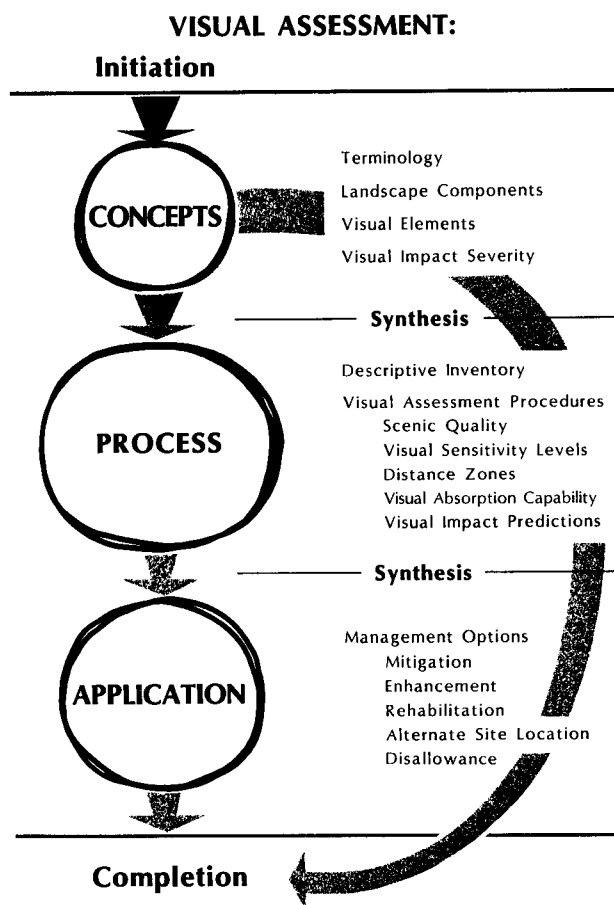 VISUAL ASSESSMENT:
Initiation
CONCEPTS
Terminology
Landscape Components
Visual Elements
Visual Impact Severity
Synthesis
PROCESS
Descriptive Inventory
Visual Assessment Procedures
Scenic Quality
Visual Sensitivity Levels
Distance Zones
Visual Absorption Capability
Visual Impact Predictions
Synthesis
APPLICATION
Management Options
Mitigation
Enhancement
Rehabilitation
Alternate Site Location
Disallowance
Completion